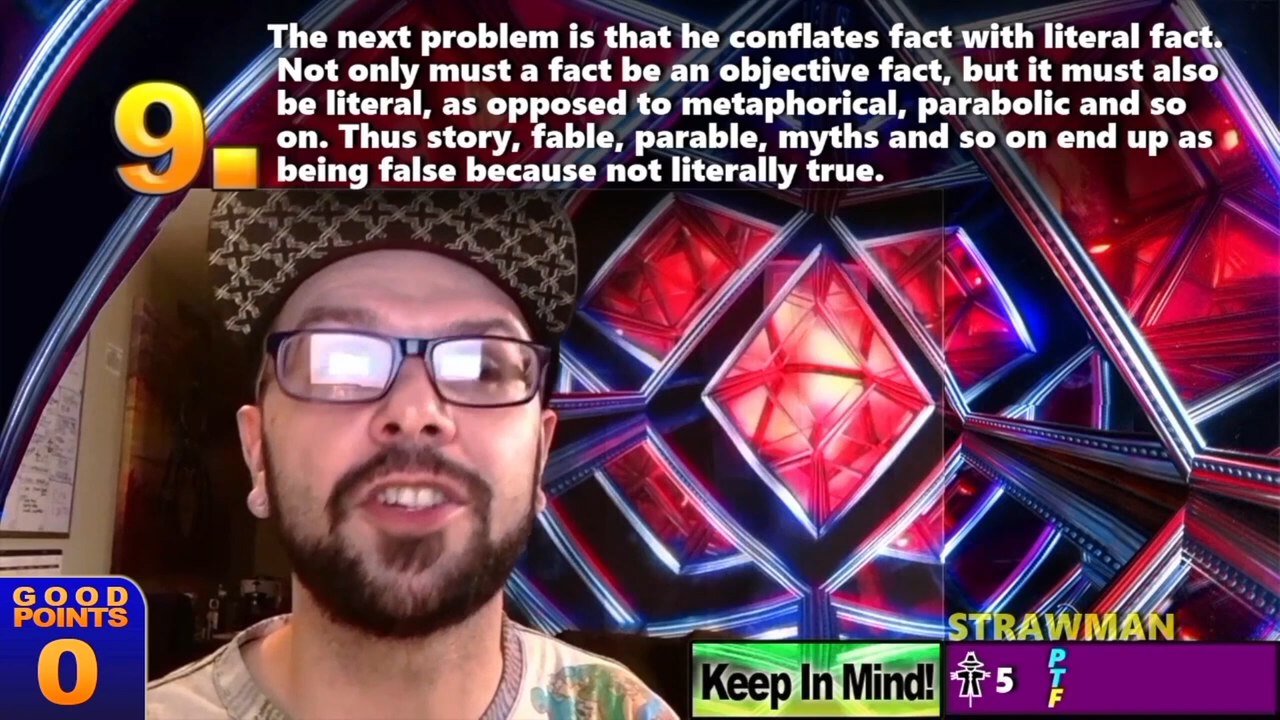 The next problem is that he conflates fact with literal fact.
Not only must a fact be an objective fact, but it must also
be literal, as opposed to metaphorical, parabolic and so
on. Thus story, fable, parable, myths and so on end up as
being false because not literally true.
9.
GOOD
POINTS
0
Keep In Mind!
STRAWMAN
5
P
T
F